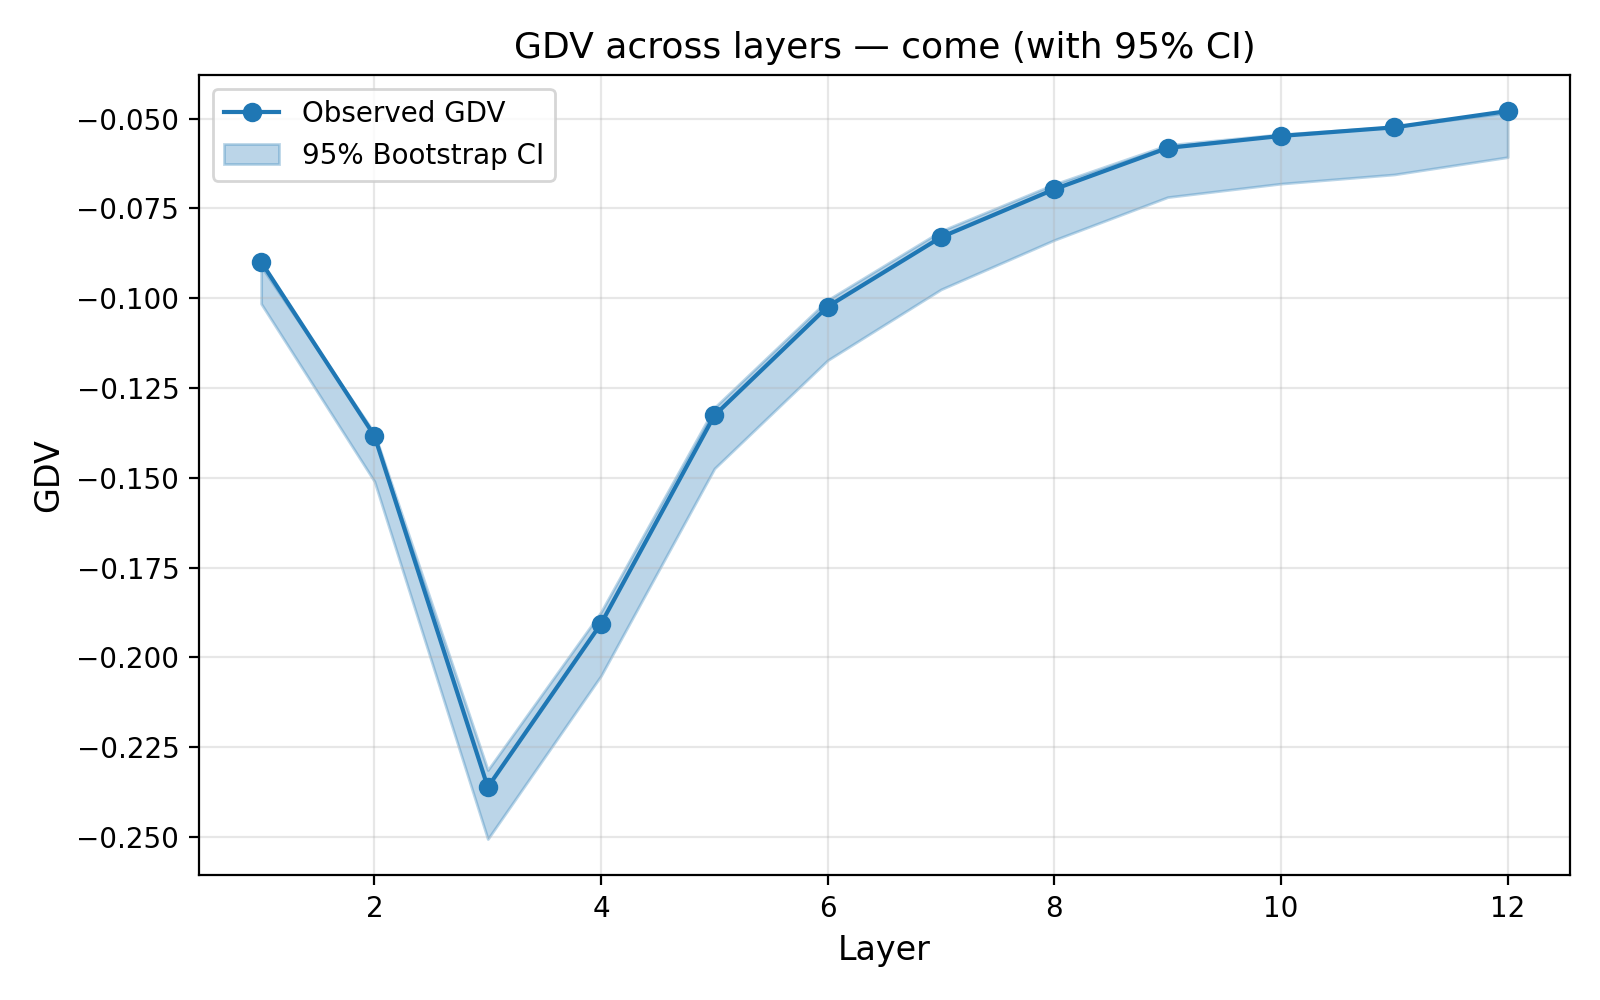 GDV across layers — come (with 95% CI)
Observed GDV
95% Bootstrap CI
−0.050
−0.075
−0.100
−0.125
−0.150
−0.175
−0.200
−0.225
−0.250
GDV
2 4 6 8 10 12
Layer